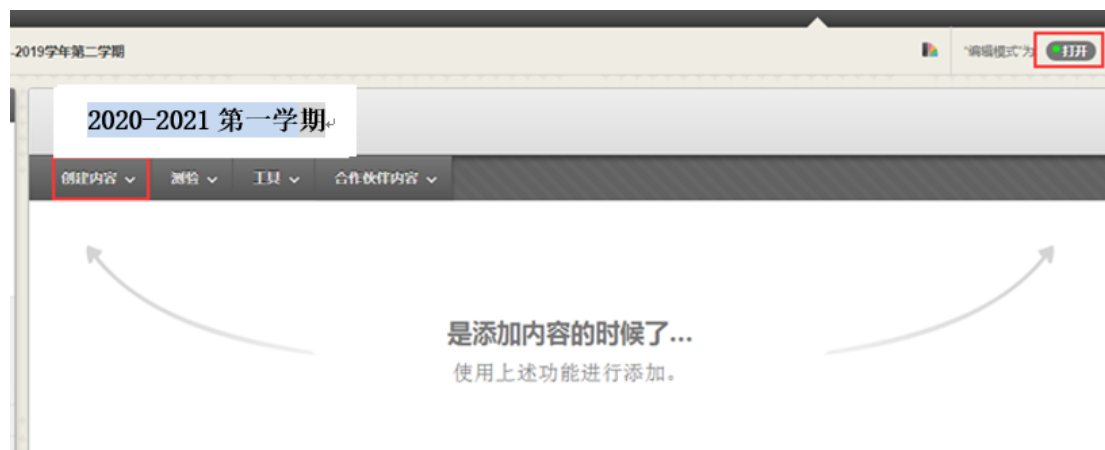 -2019学年第二学期 "编辑模式"为 打开
2020-2021 第一学期
创建内容 测验 工具 合作伙伴内容
是添加内容的时候了...
使用上述功能进行添加。